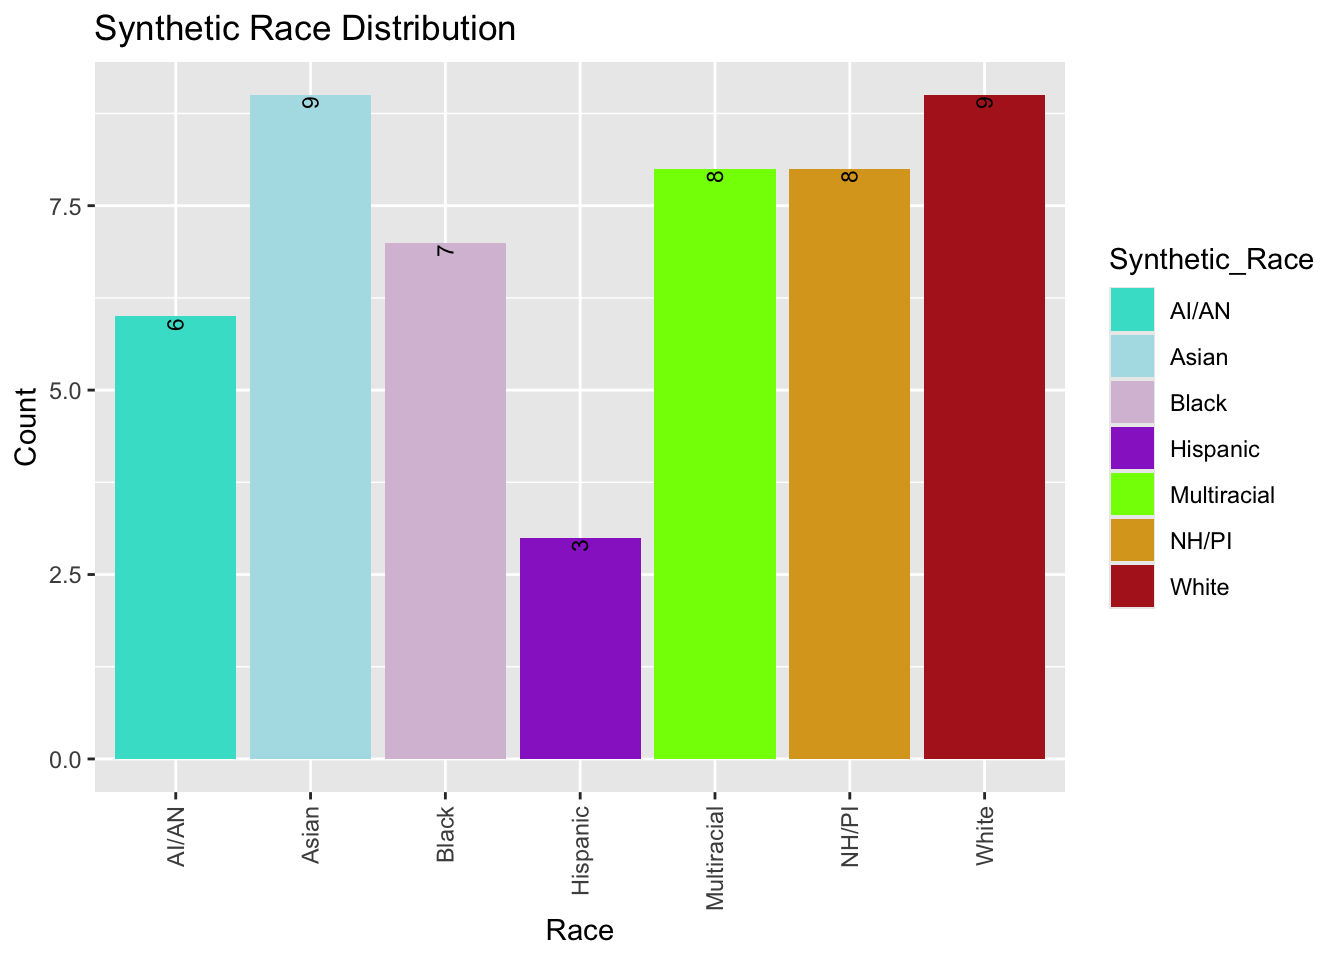 Synthetic Race Distribution
Count
7.5
5.0
2.5
0.0
6
9
7
3
8
8
9
AI/AN
Asian
Black
Hispanic
Multiracial
NH/PI
White
Race
Synthetic_Race
AI/AN
Asian
Black
Hispanic
Multiracial
NH/PI
White